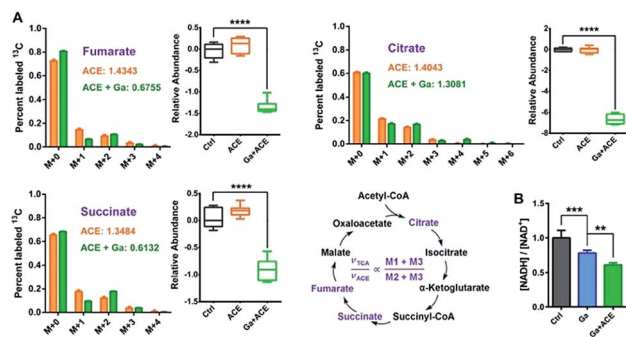 A
Percent labeled ¹³C
1.0
0.8
0.6
0.4
0.2
0.0
M+0
M+1
M+2
M+3
M+4
Fumarate
ACE: 1.4343
ACE + Ga: 0.6755
Relative Abundance
0.5
0.0
-0.5
-1.0
-1.5
-2.0
****
Ctrl
ACE
Ga+ACE
Percent labeled ¹³C
1.0
0.8
0.6
0.4
0.2
0.0
M+0
M+1
M+2
M+3
M+4
M+5
M+6
Citrate
ACE: 1.4043
ACE + Ga: 1.3081
Relative Abundance
2
0
-2
-4
-6
-8
****
Ctrl
ACE
Ga+ACE
Percent labeled ¹³C
1.0
0.8
0.6
0.4
0.2
0.0
M+0
M+1
M+2
M+3
M+4
Succinate
ACE: 1.3484
ACE + Ga: 0.6132
Relative Abundance
0.5
0.0
-0.5
-1.0
-1.5
****
Ctrl
ACE
Ga+ACE
Acetyl-CoA
Oxaloacetate
Citrate
Malate
Isocitrate
νTCA / νACE ∝ M1 + M3 / M2 + M3
Fumarate
α-Ketoglutarate
Succinate
Succinyl-CoA
B
[NADH] / [NAD⁺]
1.5
1.0
0.5
0.0
***
**
Ctrl
Ga
Ga+ACE